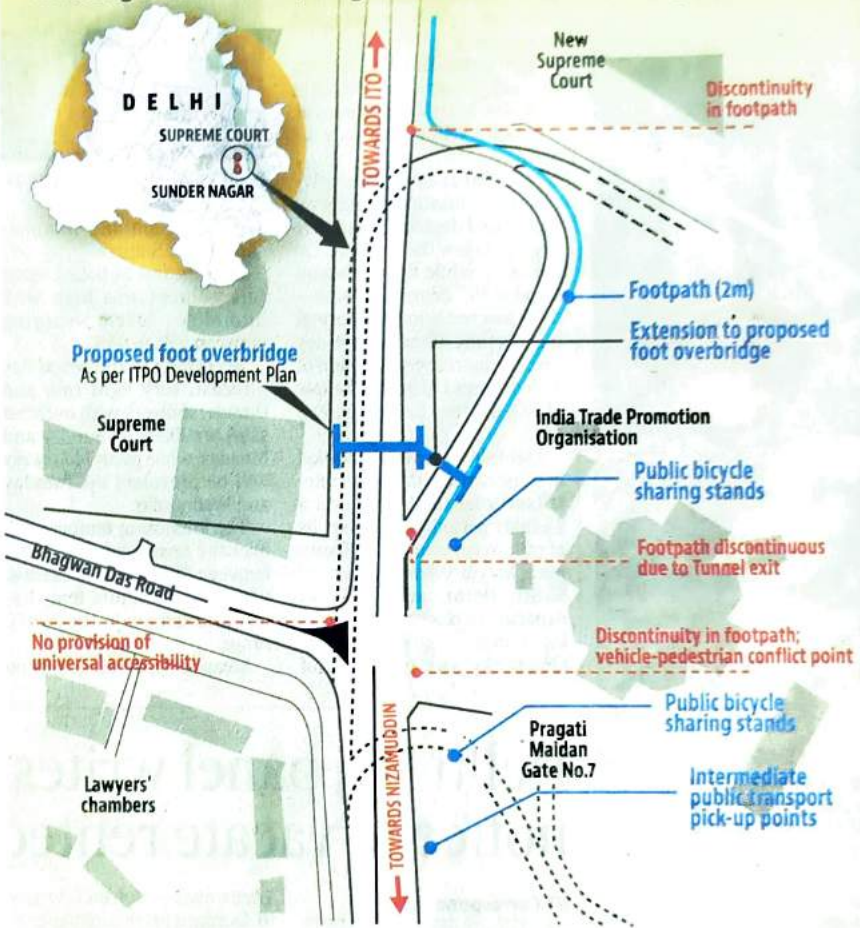 DELHI
SUPREME COURT
SUNDER NAGAR
TOWARDS ITO
New
Supreme
Court
Discontinuity
in footpath
Footpath (2m)
Extension to proposed
foot overbridge
Proposed foot overbridge
As per ITPO Development Plan
Supreme
Court
India Trade Promotion
Organisation
Public bicycle
sharing stands
Footpath discontinuous
due to Tunnel exit
Bhagwan Das Road
No provision of
universal accessibility
Discontinuity in footpath;
vehicle-pedestrian conflict point
Public bicycle
sharing stands
Pragati
Maidan
Gate No.7
Intermediate
public transport
pick-up points
Lawyers'
chambers
TOWARDS NIZAMUDDIN